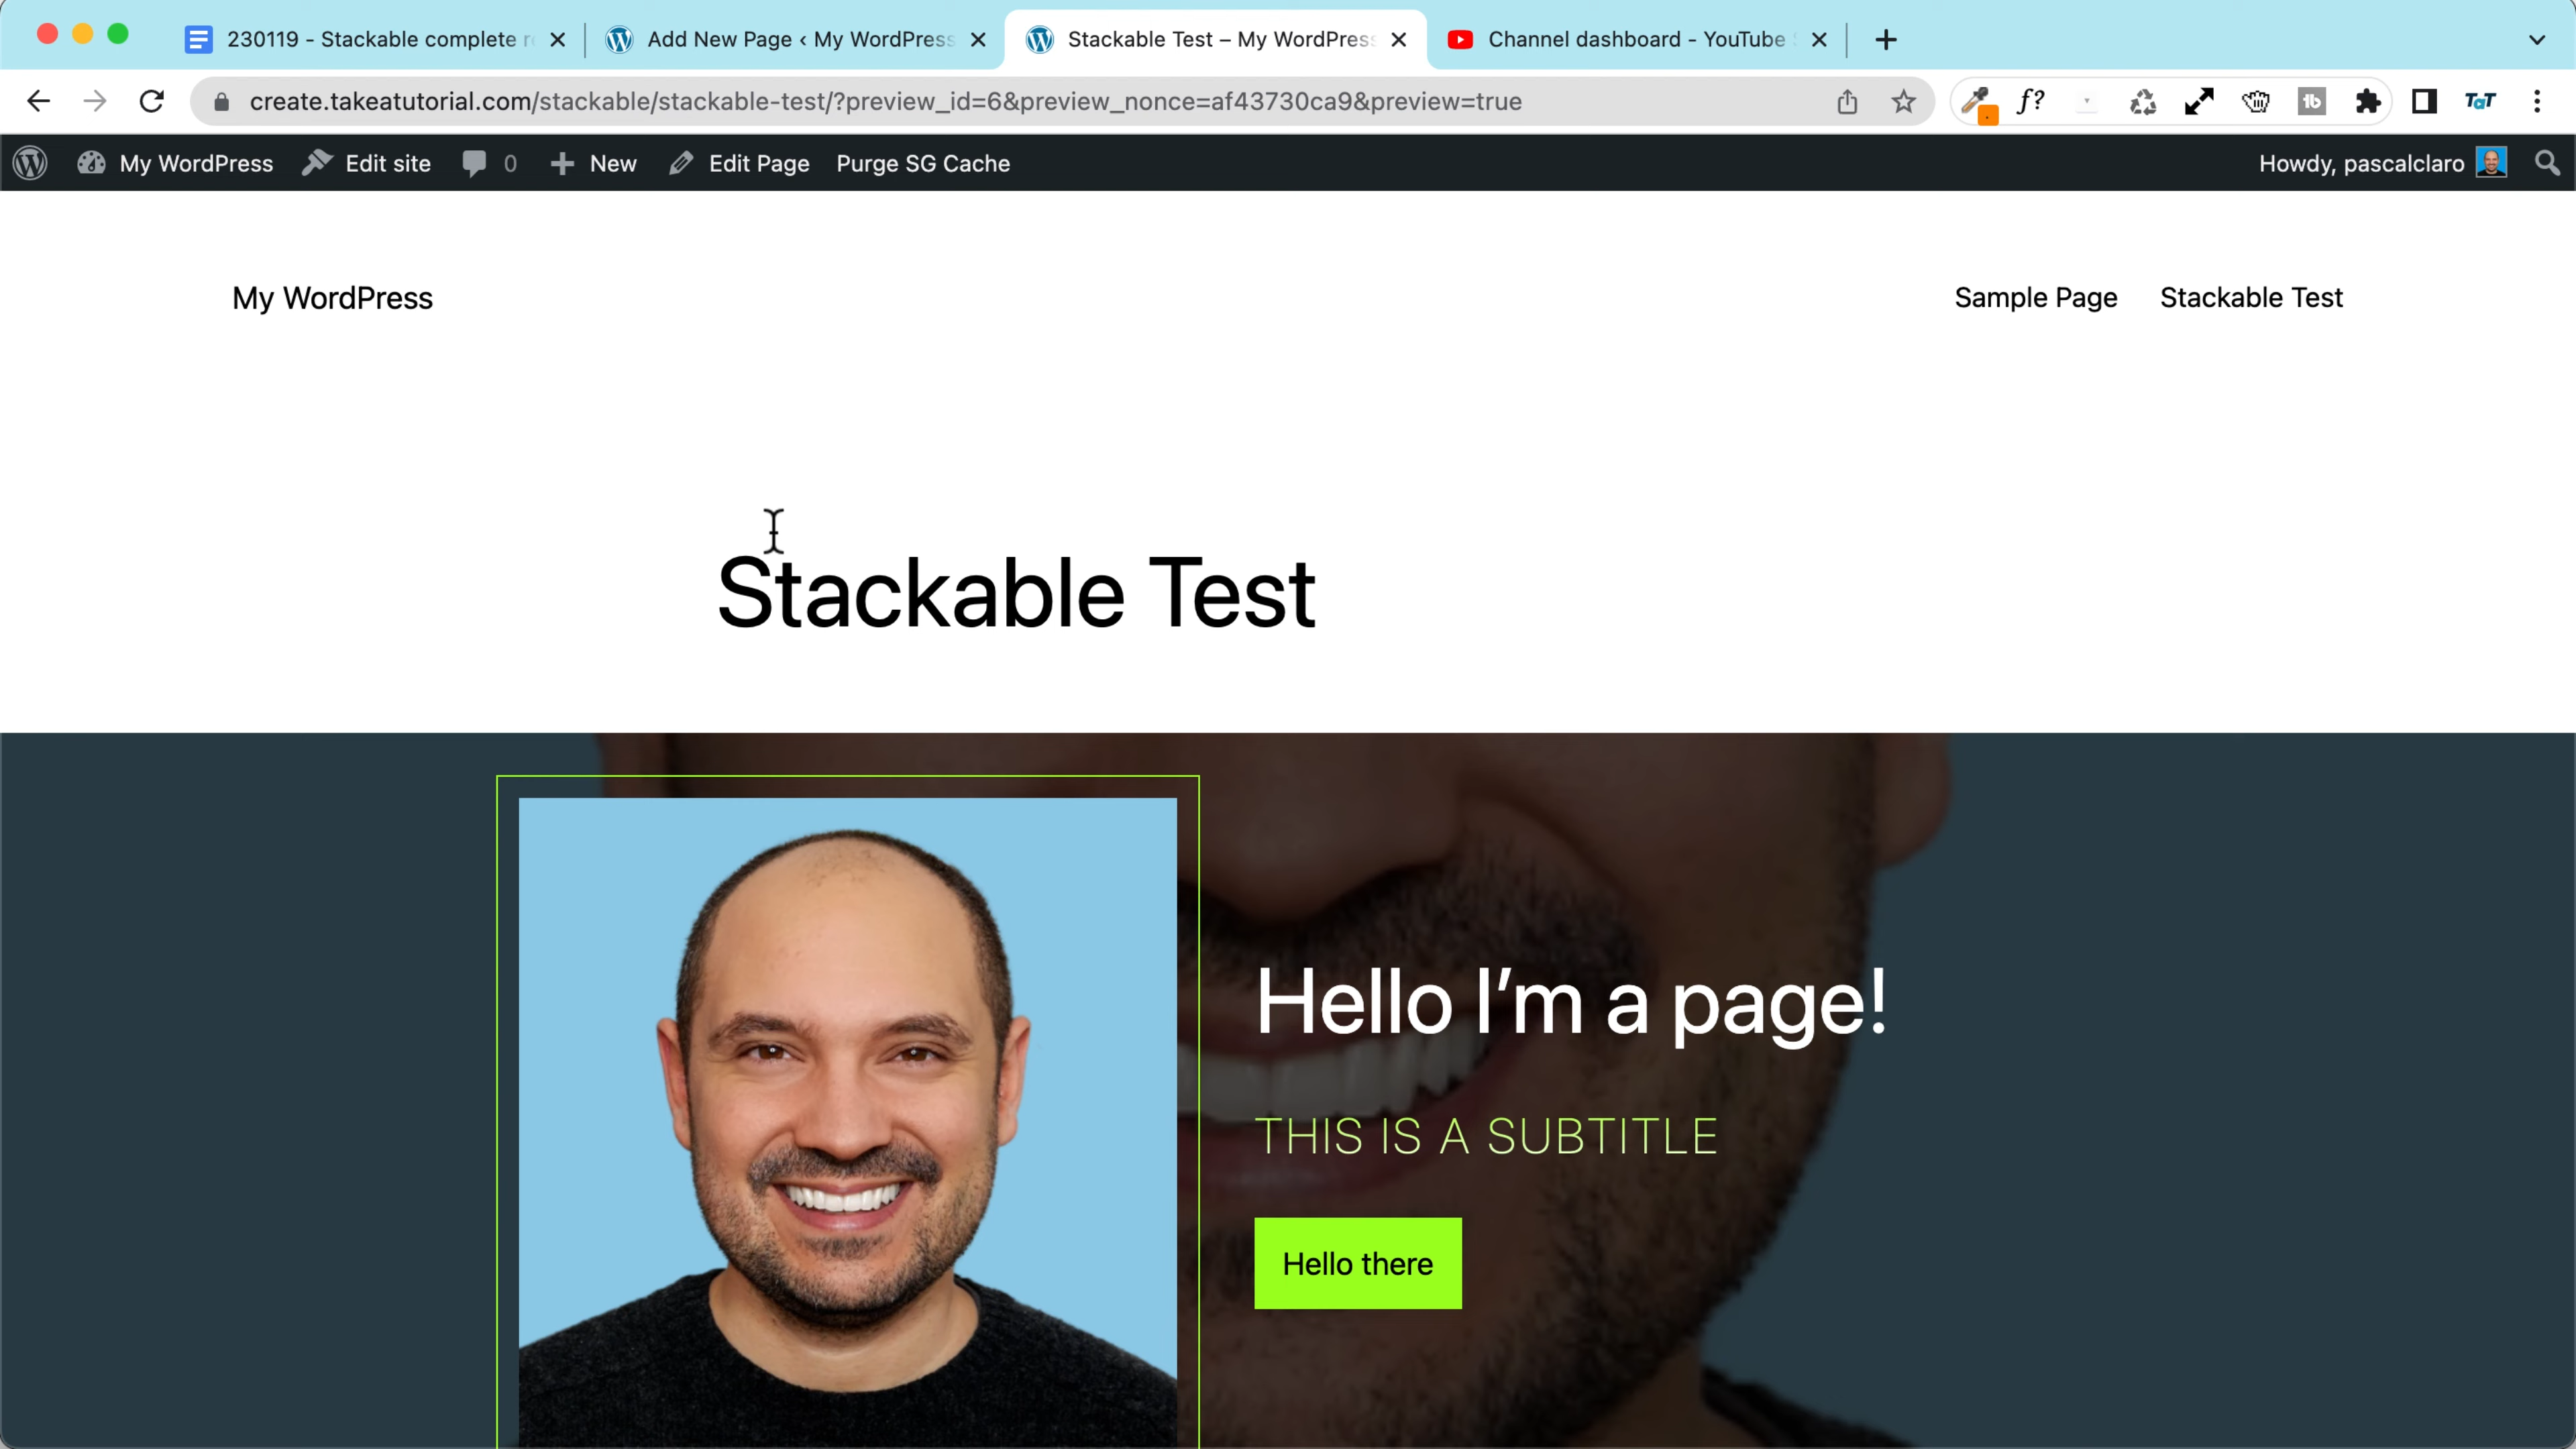 230119 - Stackable complete
Add New Page ‹ My WordPress
Stackable Test – My WordPress
Channel dashboard - YouTube
create.takeatutorial.com/stackable/stackable-test/?preview_id=6&preview_nonce=af43730ca9&preview=true
f?
tb
TaT
My WordPress
Edit site
0
New
Edit Page
Purge SG Cache
Howdy, pascalclaro
My WordPress
Sample Page
Stackable Test
Stackable Test
Hello I’m a page!
THIS IS A SUBTITLE
Hello there